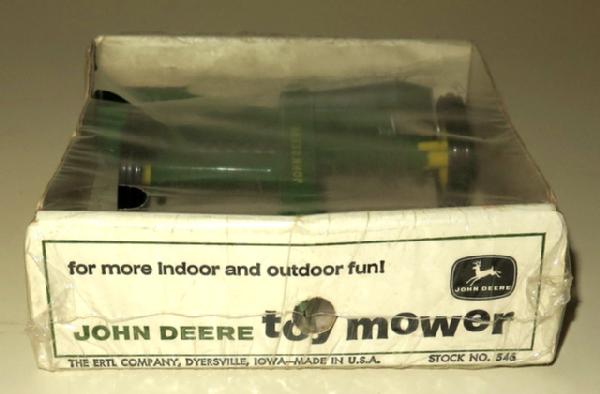 JOHN DEERE
for more indoor and outdoor fun!
JOHN DEERE
JOHN DEERE toy mower
THE ERTL COMPANY, DYERSVILLE, IOWA—MADE IN U.S.A. STOCK NO. 546